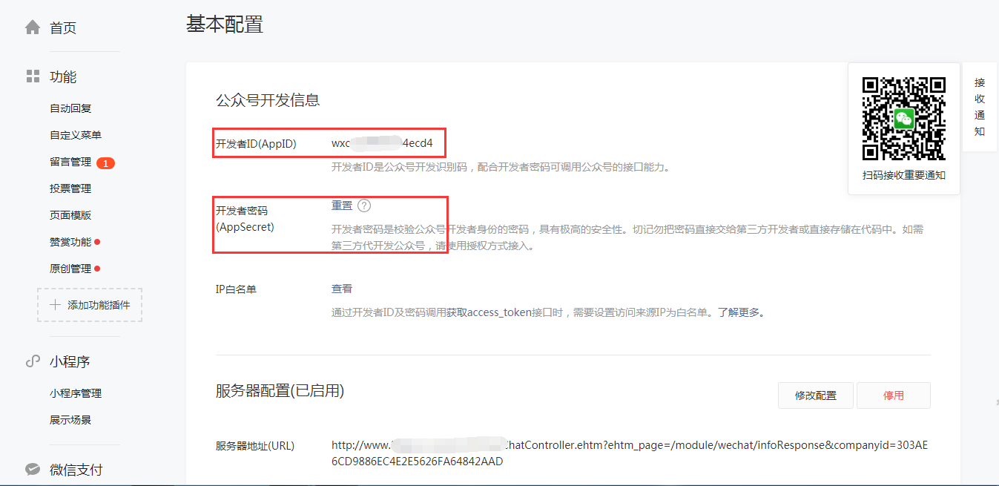 首页
功能
自动回复
自定义菜单
留言管理 1
投票管理
页面模版
赞赏功能
原创管理
添加功能插件
小程序
小程序管理
展示场景
微信支付
基本配置
公众号开发信息
开发者ID(AppID)
wxc 4ecd4
开发者ID是公众号开发识别码，配合开发者密码可调用公众号的接口能力。
开发者密码
(AppSecret)
重置 ?
开发者密码是校验公众号开发者身份的密码，具有极高的安全性。切记勿把密码直接交给第三方开发者或直接存储在代码中。如需
第三方代开发公众号，请使用授权方式接入。
IP白名单
查看
通过开发者ID及密码调用获取access_token接口时，需要设置访问来源IP为白名单。了解更多。
服务器配置(已启用)
修改配置
停用
服务器地址(URL)
http://www. chatController.ehtm?ehtm_page=/module/wechat/infoResponse&companyid=303AE
6CD9886EC4E2E5626FA64842AAD
扫码接收重要通知
接
收
通
知